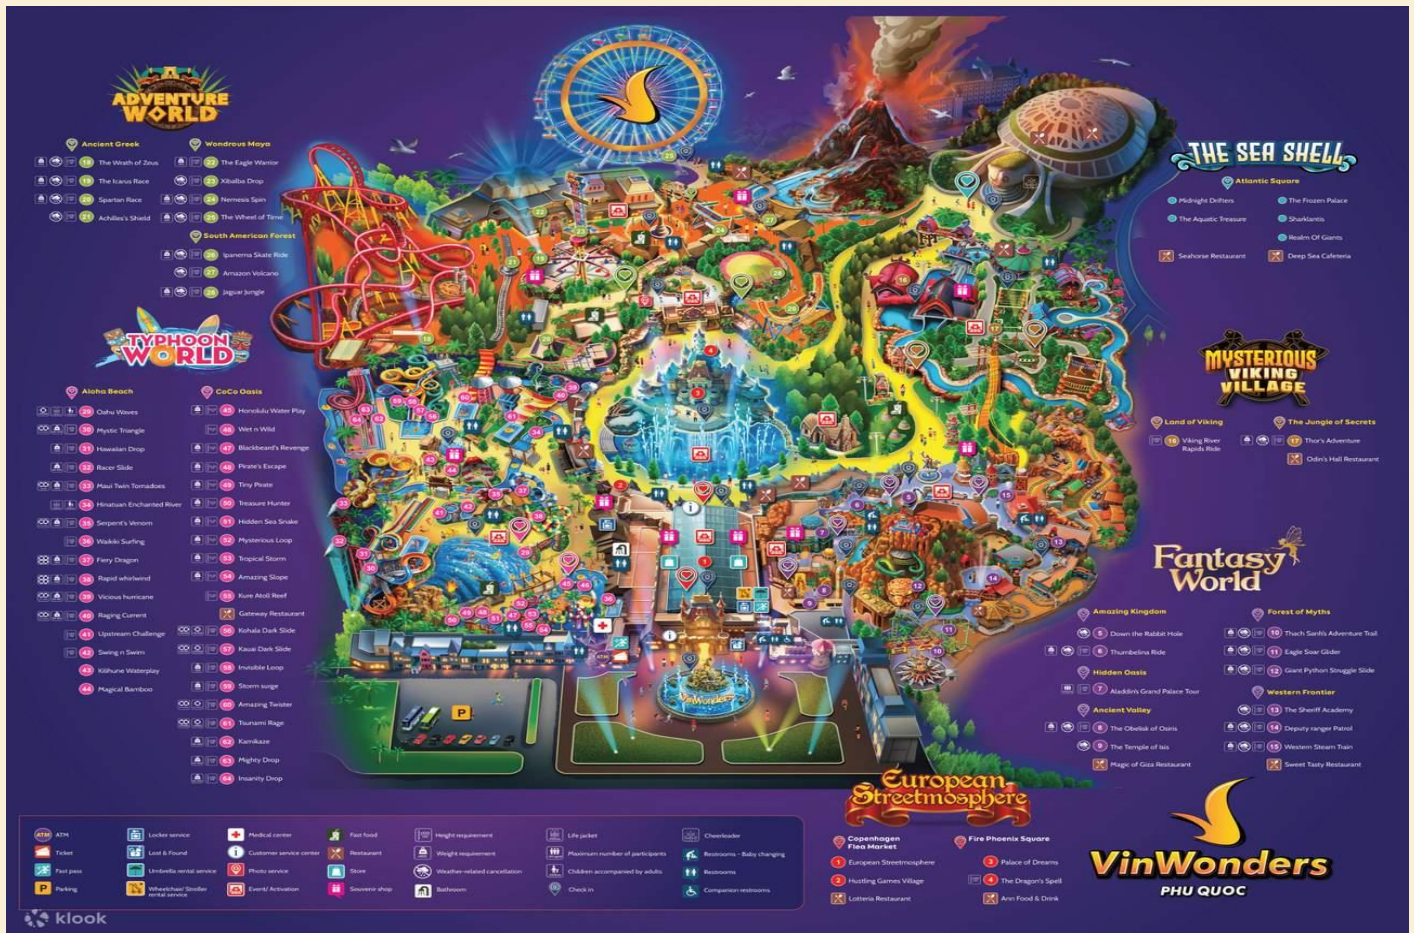 ADVENTURE
WORLD
Ancient Greek
18 The Wrath of Zeus
19 The Icarus Race
20 Spartan Race
21 Achilles's Shield
Wondrous Maya
22 The Eagle Warrior
23 Xibalba Drop
24 Nemesis Spin
25 The Wheel of Time
South American Forest
26 Ipanema Skate Ride
27 Amazon Volcano
28 Jaguar Jungle
TYPHOON
WORLD
Aloha Beach
29 Oahu Waves
30 Mystic Triangle
31 Hawaiian Drop
32 Racer Slide
33 Maui Twin Tornadoes
34 Hinatuan Enchanted River
35 Serpent's Venom
36 Waikiki Surfing
37 Fiery Dragon
38 Rapid whirlwind
39 Vicious hurricane
40 Raging Current
41 Upstream Challenge
42 Swing n Swim
43 Kilihune Waterplay
44 Magical Bamboo
CoCo Oasis
45 Honolulu Water Play
46 Wet n Wild
47 Blackbeard's Revenge
48 Pirate's Escape
49 Tiny Pirate
50 Treasure Hunter
51 Hidden Sea Snake
52 Mysterious Loop
53 Tropical Storm
54 Amazing Slope
55 Kure Atoll Reef
Gateway Restaurant
56 Kohala Dark Slide
57 Kauai Dark Slide
58 Invisible Loop
59 Storm surge
60 Amazing Twister
61 Tsunami Rage
62 Kamikaze
63 Mighty Drop
64 Insanity Drop
THE SEA SHELL
Atlantic Square
Midnight Drifters
The Aquatic Treasure
The Frozen Palace
Sharklantis
Realm Of Giants
Seahorse Restaurant
Deep Sea Cafeteria
MYSTERIOUS
VIKING
VILLAGE
Land of Viking
16 Viking River
Rapids Ride
The Jungle of Secrets
17 Thor's Adventure
Odin's Hall Restaurant
Fantasy
World
Amazing Kingdom
5 Down the Rabbit Hole
6 Thumbelina Ride
Hidden Oasis
7 Aladdin's Grand Palace Tour
Ancient Valley
8 The Obelisk of Osiris
9 The Temple of Isis
Magic of Giza Restaurant
Forest of Myths
10 Thach Sanh's Adventure Trail
11 Eagle Soar Glider
12 Giant Python Struggle Slide
Western Frontier
13 The Sheriff Academy
14 Deputy ranger Patrol
15 Western Steam Train
Sweet Tasty Restaurant
VinWonders
P
European
Streetmosphere
Copenhagen
Flea Market
1 European Streetmosphere
2 Hustling Games Village
Lotteria Restaurant
Fire Phoenix Square
3 Palace of Dreams
4 The Dragon's Spell
Ann Food & Drink
VinWonders
PHU QUOC
ATM ATM
Ticket
Fast pass
P Parking
Locker service
Lost & Found
Umbrella rental service
Wheelchair/ Stroller
rental service
Medical center
i Customer service center
Photo service
Event/ Activation
Fast food
Restaurant
Store
Souvenir shop
Height requirement
Weight requirement
Weather-related cancellation
Bathroom
Life jacket
Maximum number of participants
Children accompanied by adults
Check in
Cheerleader
Restrooms - Baby changing
Restrooms
Companion restrooms
klook